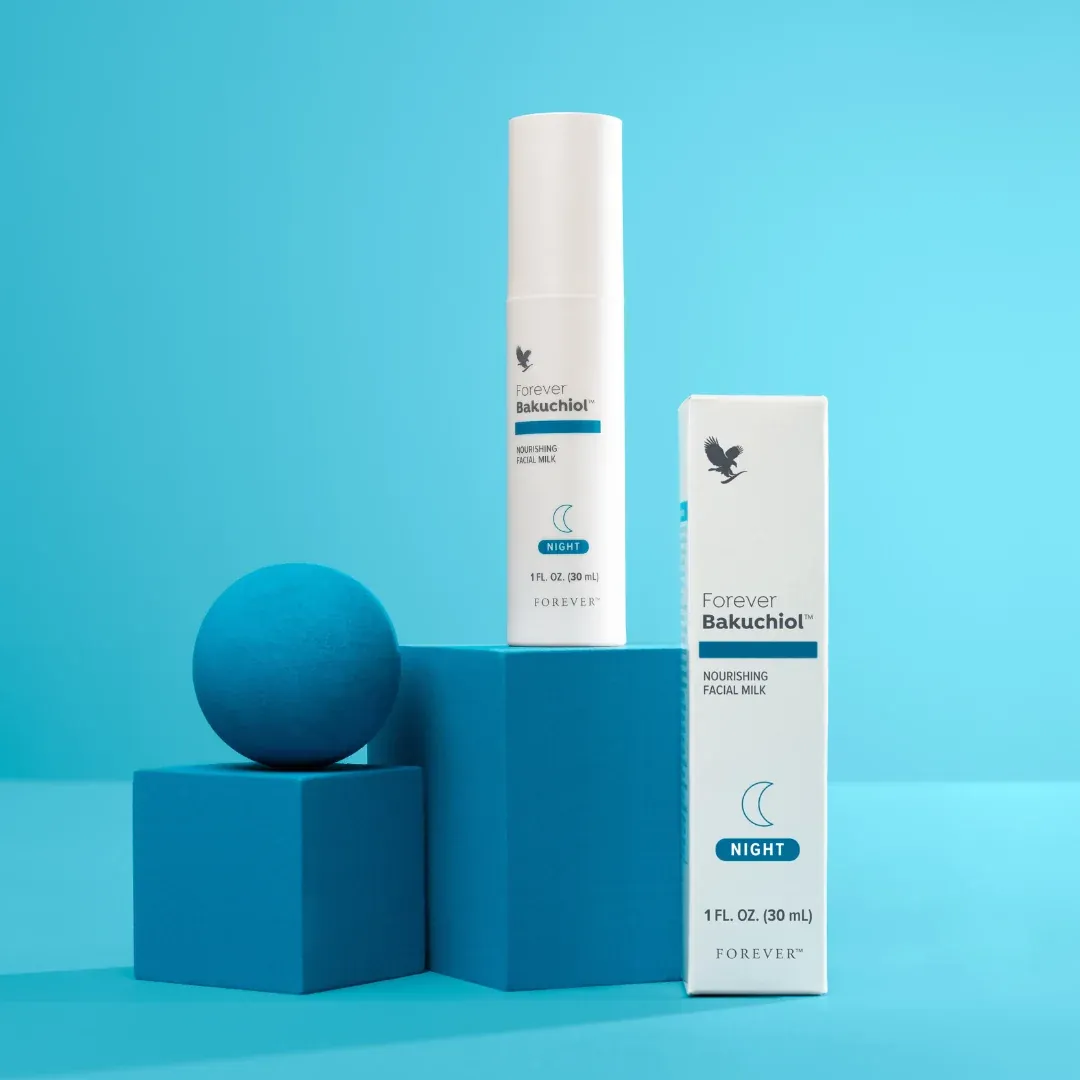 Forever
Bakuchiol™
NOURISHING
FACIAL MILK
NIGHT
1 FL. OZ. (30 mL)
FOREVER™
Forever
Bakuchiol™
NOURISHING
FACIAL MILK
NIGHT
1 FL. OZ. (30 mL)
FOREVER™